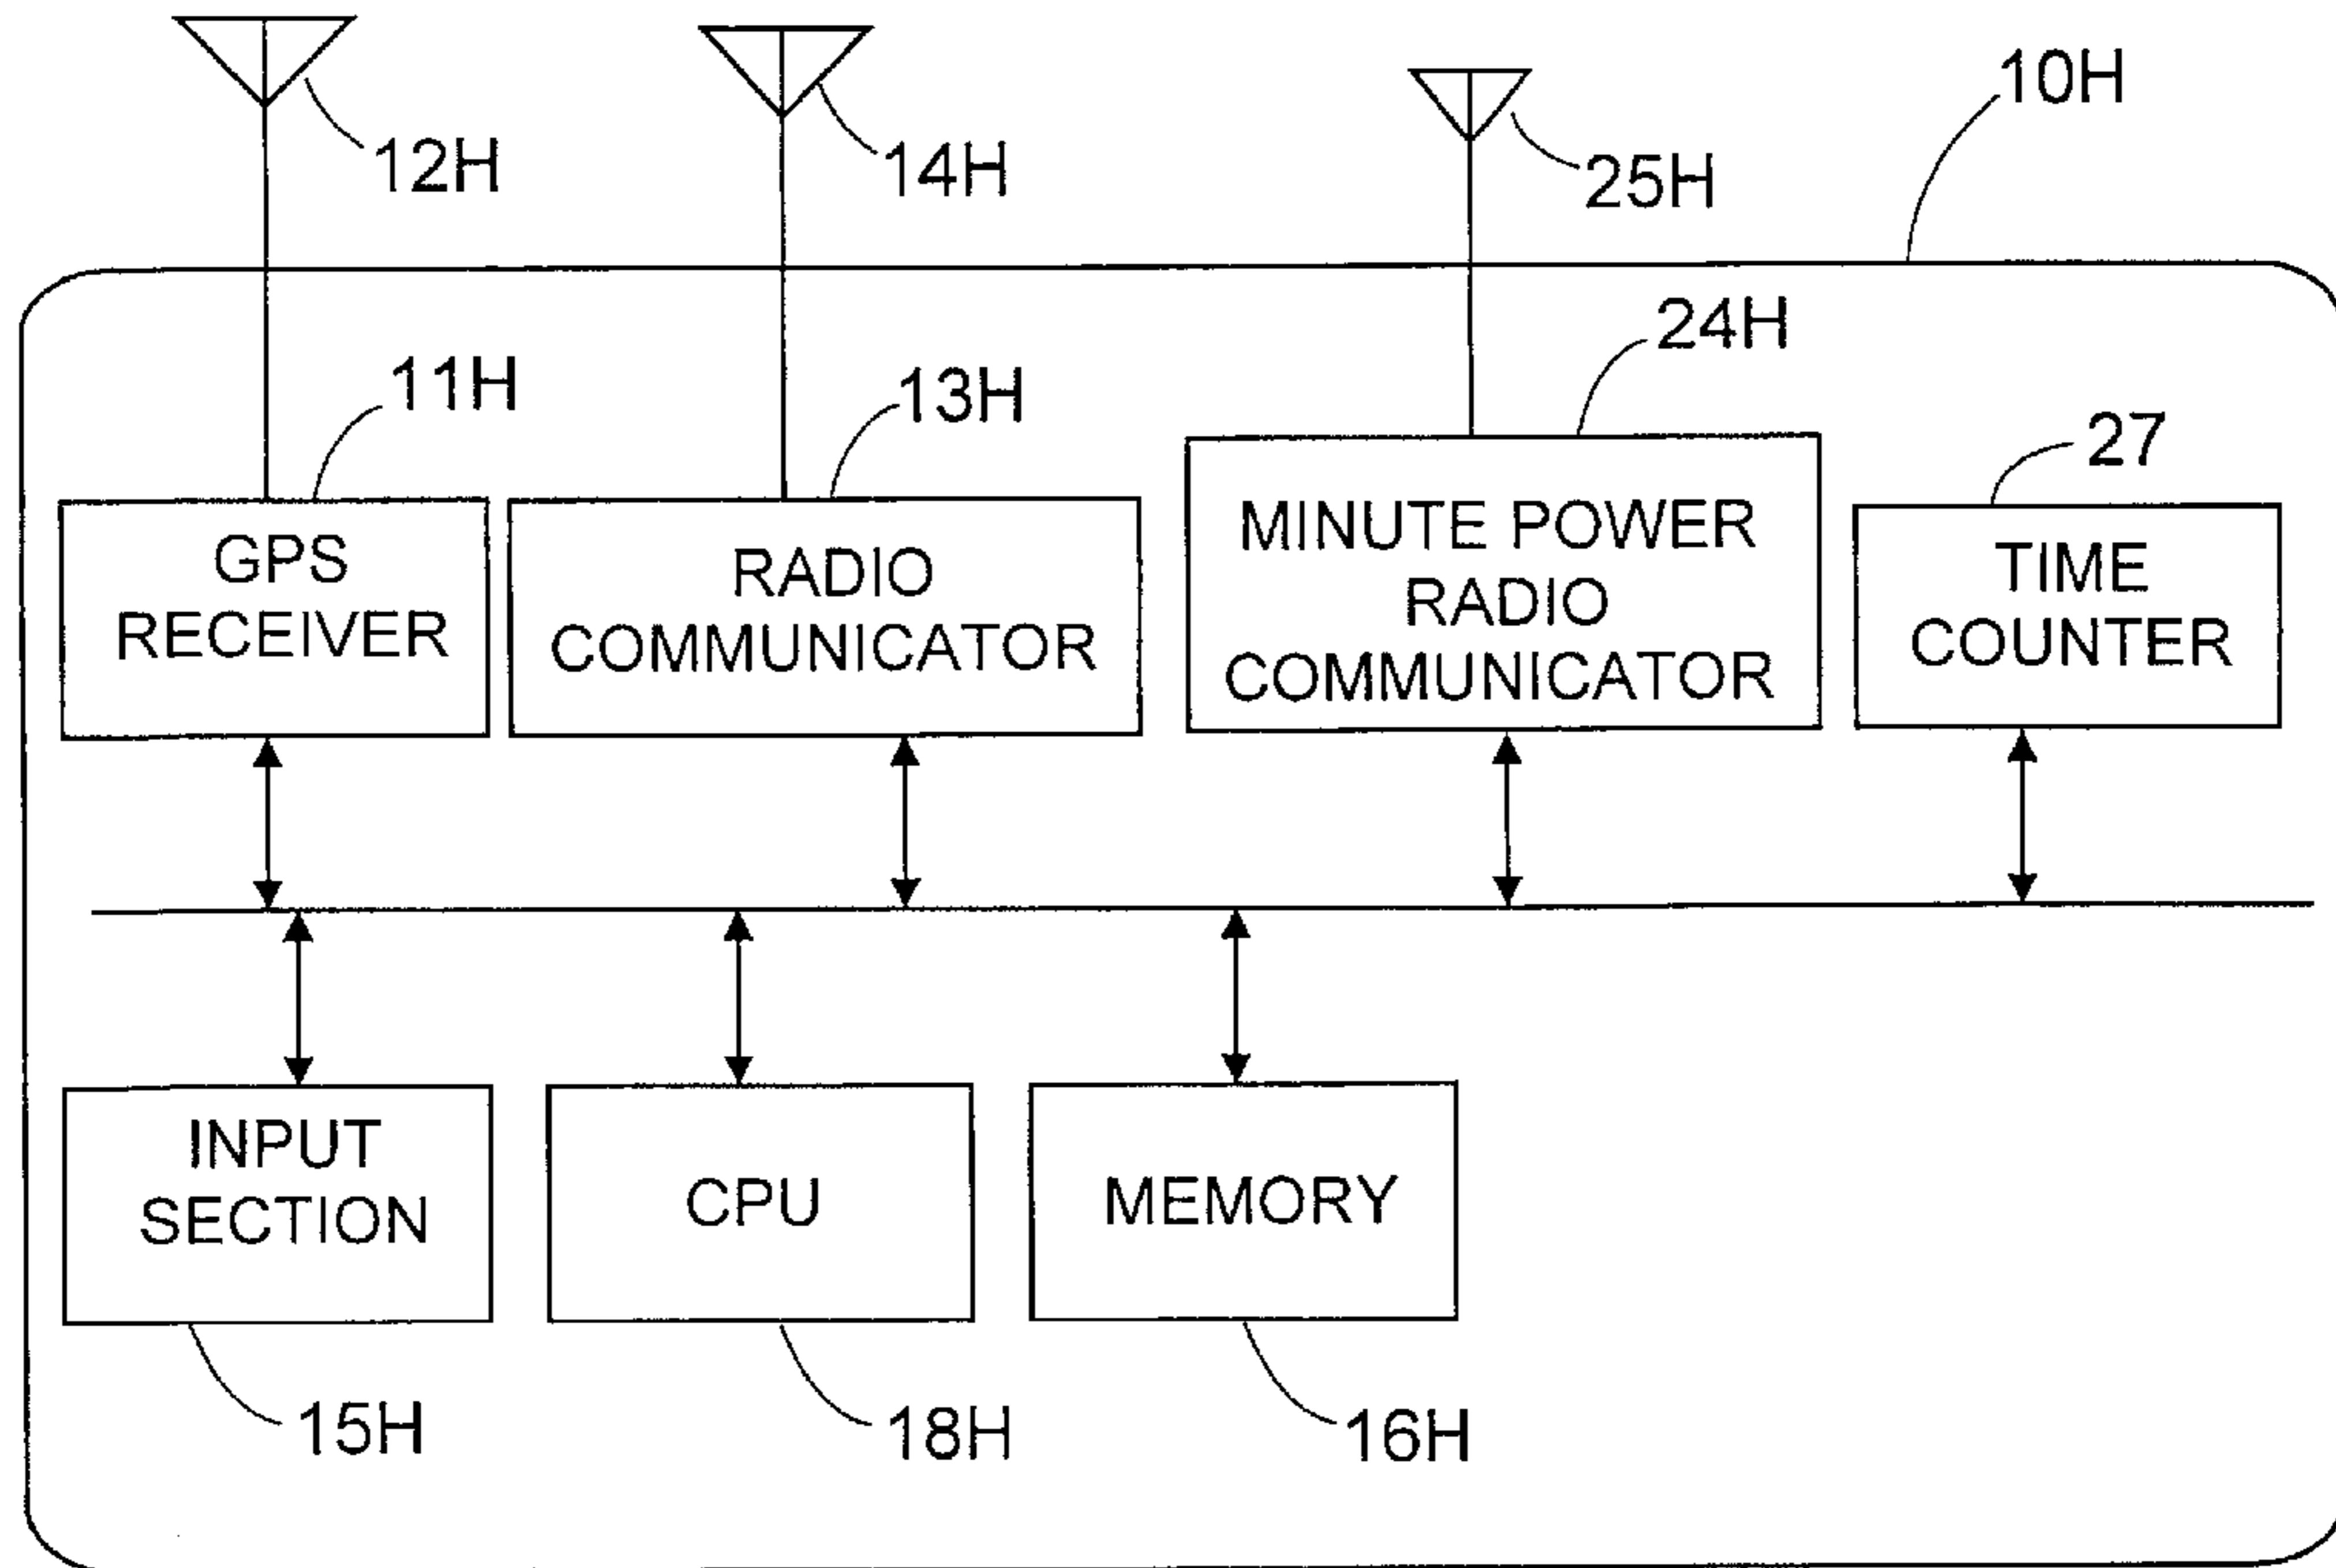 10H
12H
14H
25H
24H
11H
13H
27
GPS
RECEIVER
RADIO
COMMUNICATOR
MINUTE POWER
RADIO
COMMUNICATOR
TIME
COUNTER
INPUT
SECTION
CPU
MEMORY
15H
18H
16H